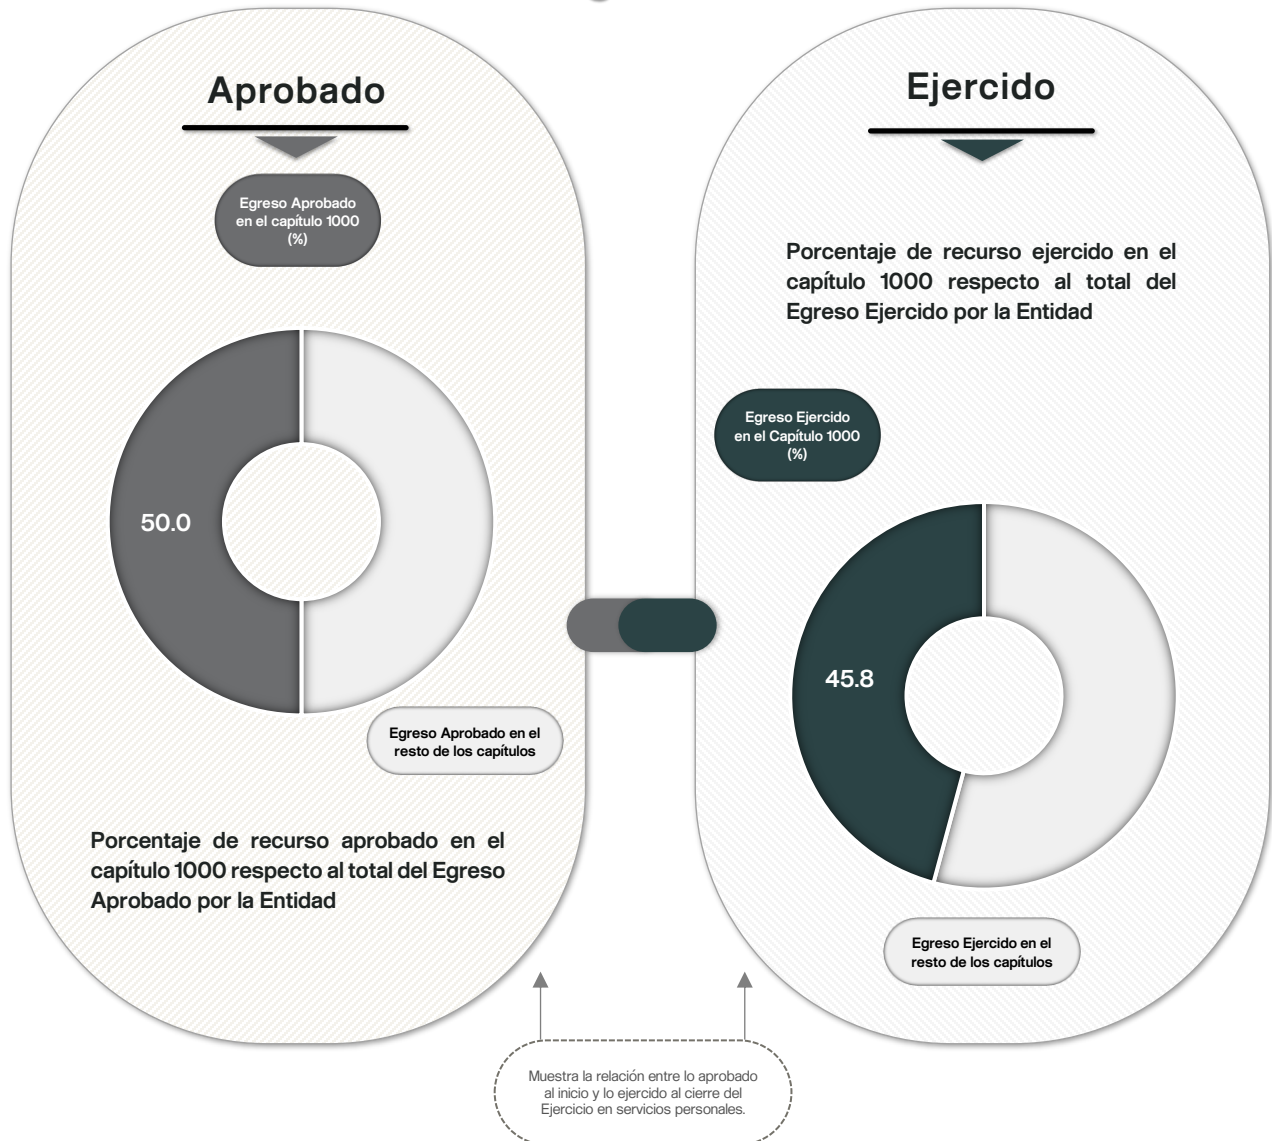 Aprobado
Egreso Aprobado
en el capítulo 1000
(%)
50.0
Egreso Aprobado en el
resto de los capítulos
Porcentaje de recurso aprobado en el
capítulo 1000 respecto al total del Egreso
Aprobado por la Entidad
Ejercido
Porcentaje de recurso ejercido en el
capítulo 1000 respecto al total del
Egreso Ejercido por la Entidad
Egreso Ejercido
en el Capítulo 1000
(%)
45.8
Egreso Ejercido en el
resto de los capítulos
Muestra la relación entre lo aprobado
al inicio y lo ejercido al cierre del
Ejercicio en servicios personales.